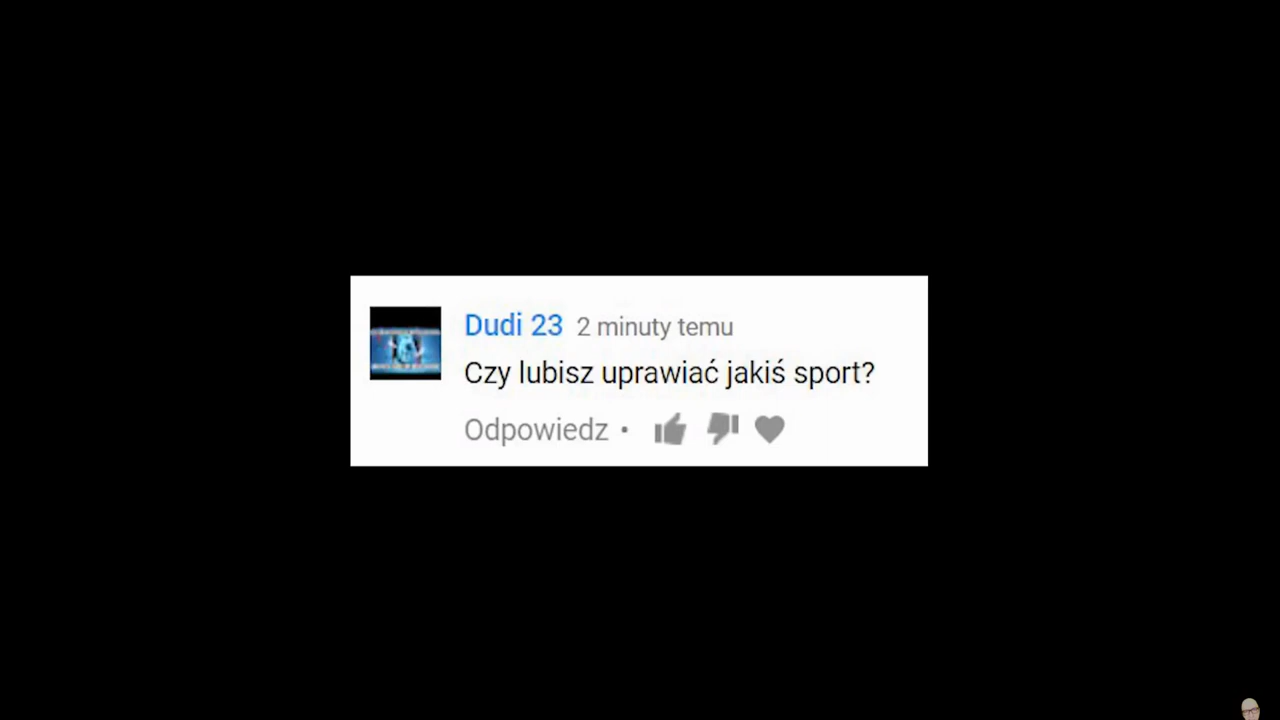 Dudi 23 2 minuty temu
Czy lubisz uprawiać jakiś sport?
Odpowiedz •